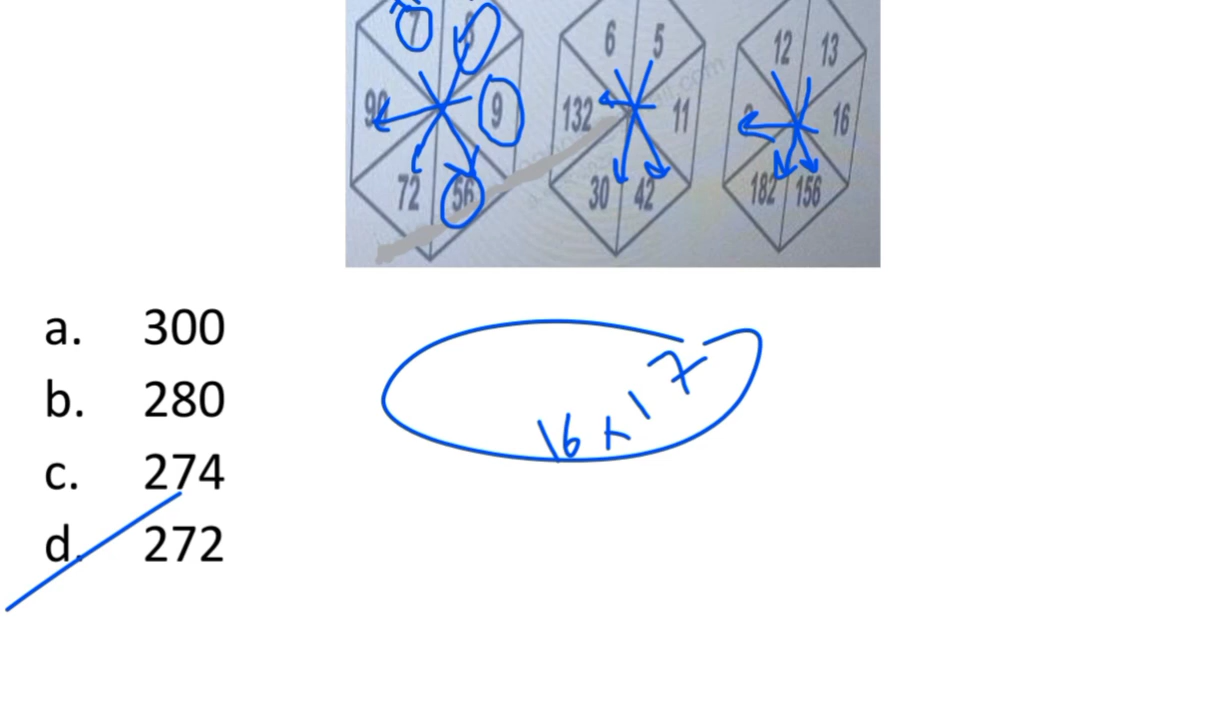 7 8 6 5 12 13
90 9 132 11 ? 16
72 56 30 42 182 156
a. 300
b. 280
c. 274
d. 272
16 x 17